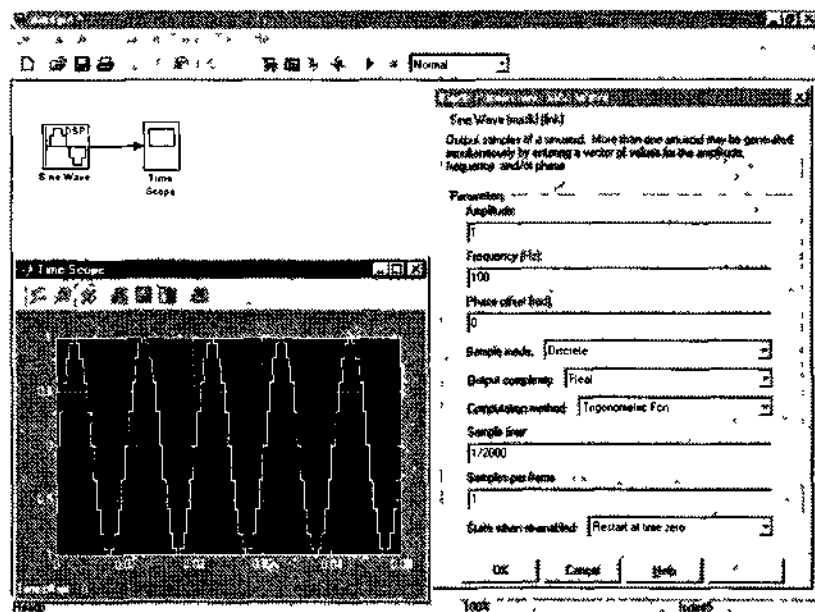 Normal
DSP
Sine Wave
Time
Scope
Time Scope
Sine Wave (mask) (link)
Output samples of a sinusoid. More than one sinusoid may be generated
simultaneously by entering a vector of values for the amplitude,
frequency and/or phase
Parameters
Amplitude:
1
Frequency (Hz):
100
Phase offset (rad):
0
Sample mode: Discrete
Output complexity: Real
Computation method: Trigonometric Fcn
Sample time:
1/2000
Samples per frame
1
State when re-enabled: Restart at time zero
OK Cancel Help
Ready
100%